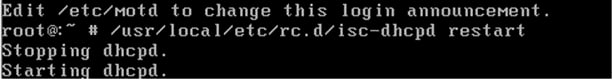 Edit /etc/motd to change this login announcement.
root@:~ # /usr/local/etc/rc.d/isc-dhcpd restart
Stopping dhcpd.
Starting dhcpd.